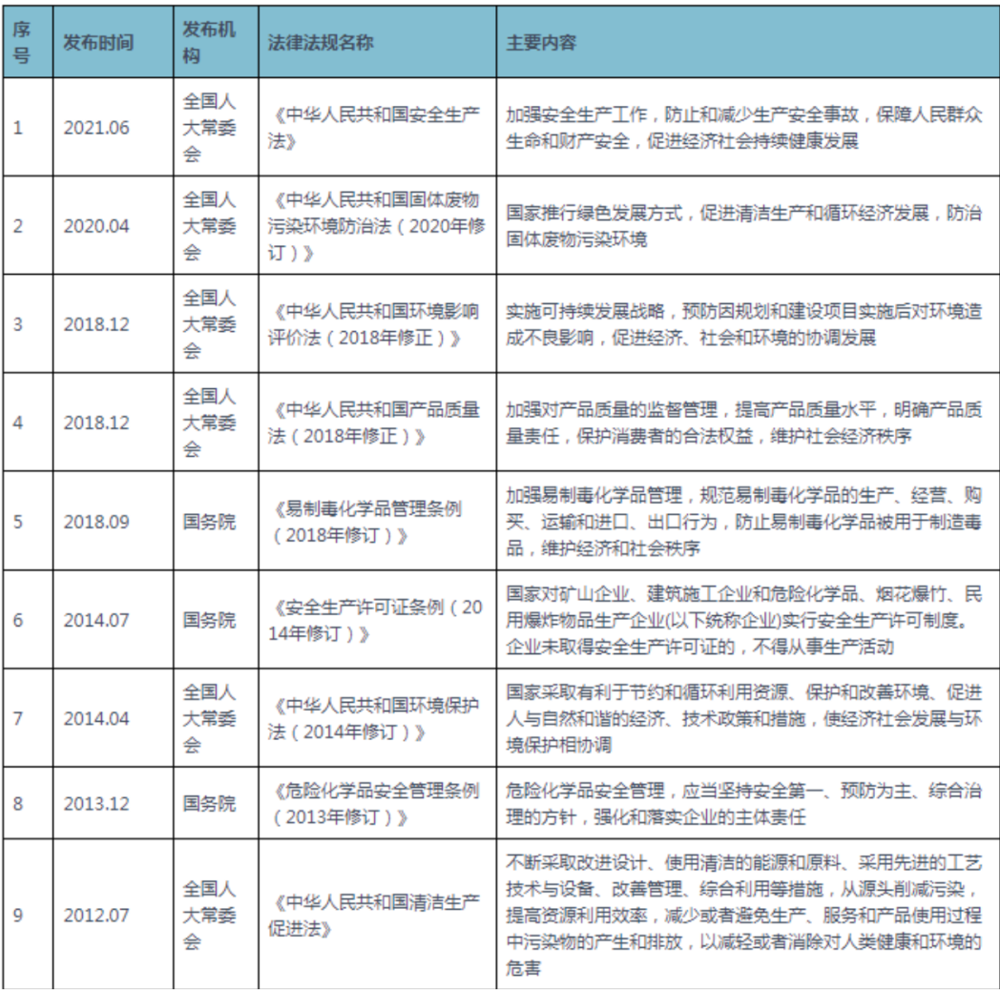 序号
发布时间
发布机构
法律法规名称
主要内容
1
2021.06
全国人
大常委
会
《中华人民共和国安全生产
法》
加强安全生产工作，防止和减少生产安全事故，保障人民群众
生命和财产安全，促进经济社会持续健康发展
2
2020.04
全国人
大常委
会
《中华人民共和国固体废物
污染环境防治法（2020年修
订）》
国家推行绿色发展方式，促进清洁生产和循环经济发展，防治
固体废物污染环境
3
2018.12
全国人
大常委
会
《中华人民共和国环境影响
评价法（2018年修正）》
实施可持续发展战略，预防因规划和建设项目实施后对环境造
成不良影响，促进经济、社会和环境的协调发展
4
2018.12
全国人
大常委
会
《中华人民共和国产品质量
法（2018年修正）》
加强对产品质量的监督管理，提高产品质量水平，明确产品质
量责任，保护消费者的合法权益，维护社会经济秩序
5
2018.09
国务院
《易制毒化学品管理条例
（2018年修订）》
加强易制毒化学品管理，规范易制毒化学品的生产、经营、购
买、运输和进口、出口行为，防止易制毒化学品被用于制造毒
品，维护经济和社会秩序
6
2014.07
国务院
《安全生产许可证条例（20
14年修订）》
国家对矿山企业、建筑施工企业和危险化学品、烟花爆竹、民
用爆炸物品生产企业(以下统称企业)实行安全生产许可制度。
企业未取得安全生产许可证的，不得从事生产活动
7
2014.04
全国人
大常委
会
《中华人民共和国环境保护
法（2014年修订）》
国家采取有利于节约和循环利用资源、保护和改善环境、促进
人与自然和谐的经济、技术政策和措施，使经济社会发展与环
境保护相协调
8
2013.12
国务院
《危险化学品安全管理条例
（2013年修订）》
危险化学品安全管理，应当坚持安全第一、预防为主、综合治
理的方针，强化和落实企业的主体责任
9
2012.07
全国人
大常委
会
《中华人民共和国清洁生产
促进法》
不断采取改进设计、使用清洁的能源和原料、采用先进的工艺
技术与设备、改善管理、综合利用等措施，从源头削减污染，
提高资源利用效率，减少或者避免生产、服务和产品使用过程
中污染物的产生和排放，以减轻或者消除对人类健康和环境的
危害